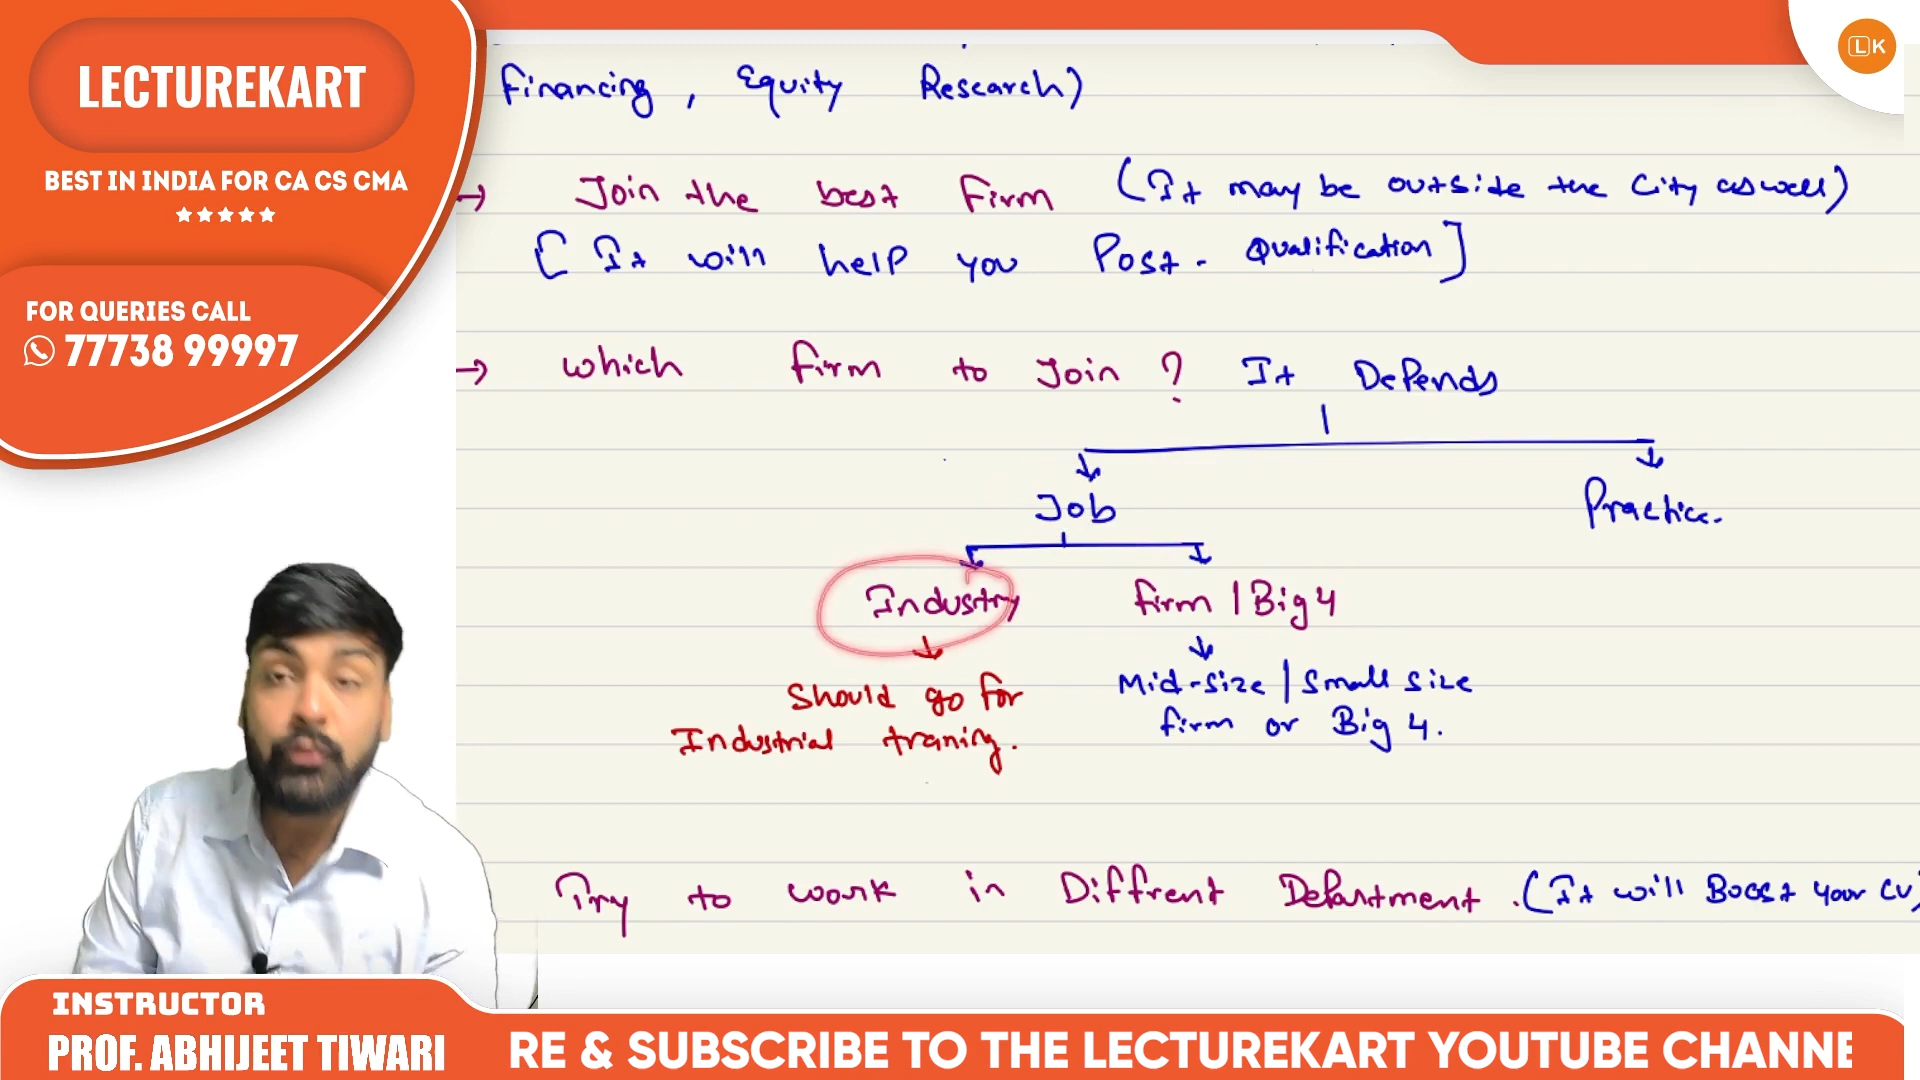 LECTUREKART
BEST IN INDIA FOR CA CS CMA
FOR QUERIES CALL
77738 99997
LK
Financing, Equity Research)
→ Join the best Firm (It may be outside the City aswell)
[It will help you Post-Qualification]
→ which firm to Join? It Depends
Job
Practice.
Industry
firm | Big 4
Should go for
Industrial traning.
Mid-size | Small size
firm or Big 4.
Try to work in Diffrent Department. (It will Boost your CV)
INSTRUCTOR
PROF. ABHIJEET TIWARI
RE & SUBSCRIBE TO THE LECTUREKART YOUTUBE CHANNE